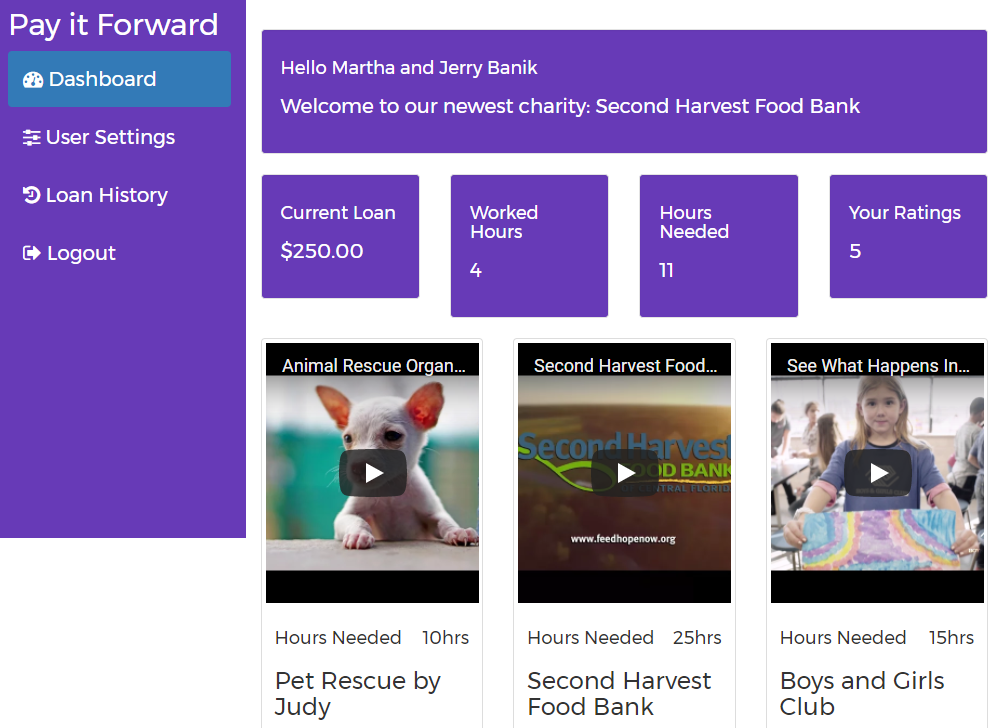 Pay it Forward
Dashboard
User Settings
Loan History
Logout
Hello Martha and Jerry Banik
Welcome to our newest charity: Second Harvest Food Bank
Current Loan
$250.00
Worked
Hours
4
Hours
Needed
11
Your Ratings
5
Animal Rescue Organ...
Second Harvest Food...
See What Happens In...
Second Harvest
FOOD BANK
CENTRAL FLORIDA
www.feedhopenow.org
Hours Needed 10hrs
Hours Needed 25hrs
Hours Needed 15hrs
Pet Rescue by
Judy
Second Harvest
Food Bank
Boys and Girls
Club